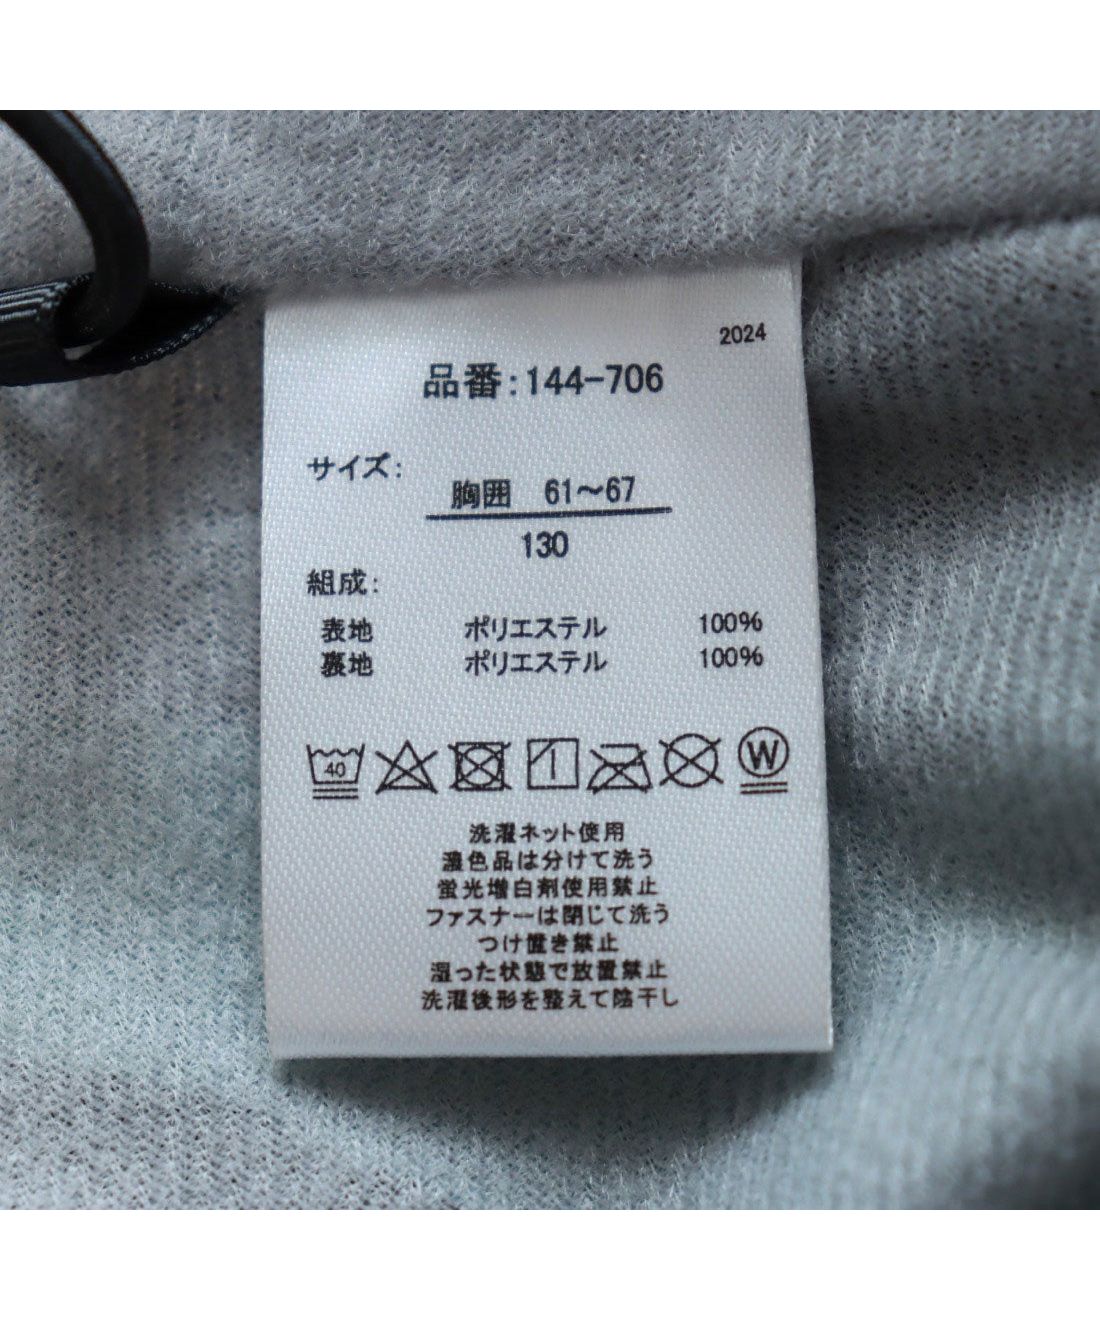 2024
品番:144-706
サイズ:
胸囲 61〜67
130
組成:
表地 ポリエステル 100%
裏地 ポリエステル 100%
40 1 W
洗濯ネット使用
濃色品は分けて洗う
蛍光増白剤使用禁止
ファスナーは閉じて洗う
つけ置き禁止
湿った状態で放置禁止
洗濯後形を整えて陰干し